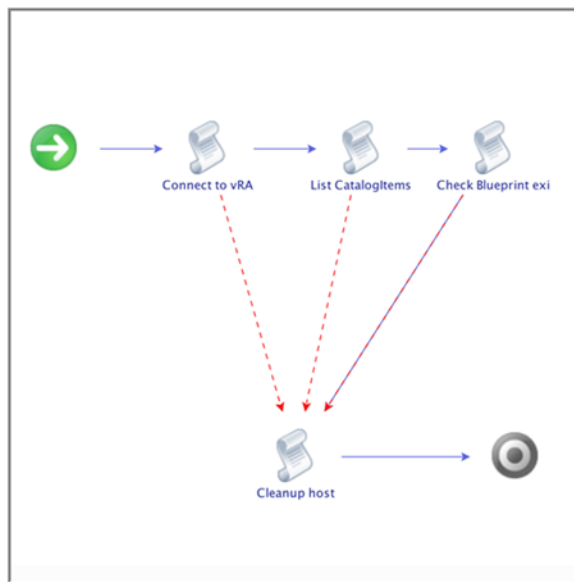 Connect to vRA
List CatalogItems
Check Blueprint exi
Cleanup host